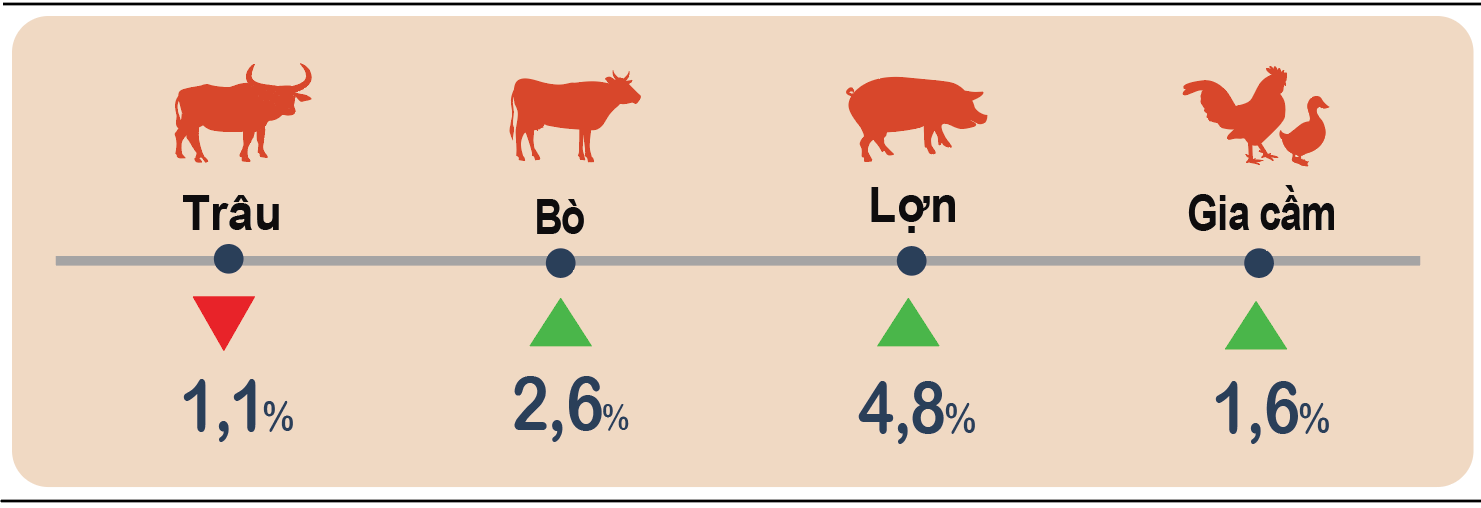 Trâu
Bò
Lợn
Gia cầm
1,1%
2,6%
4,8%
1,6%